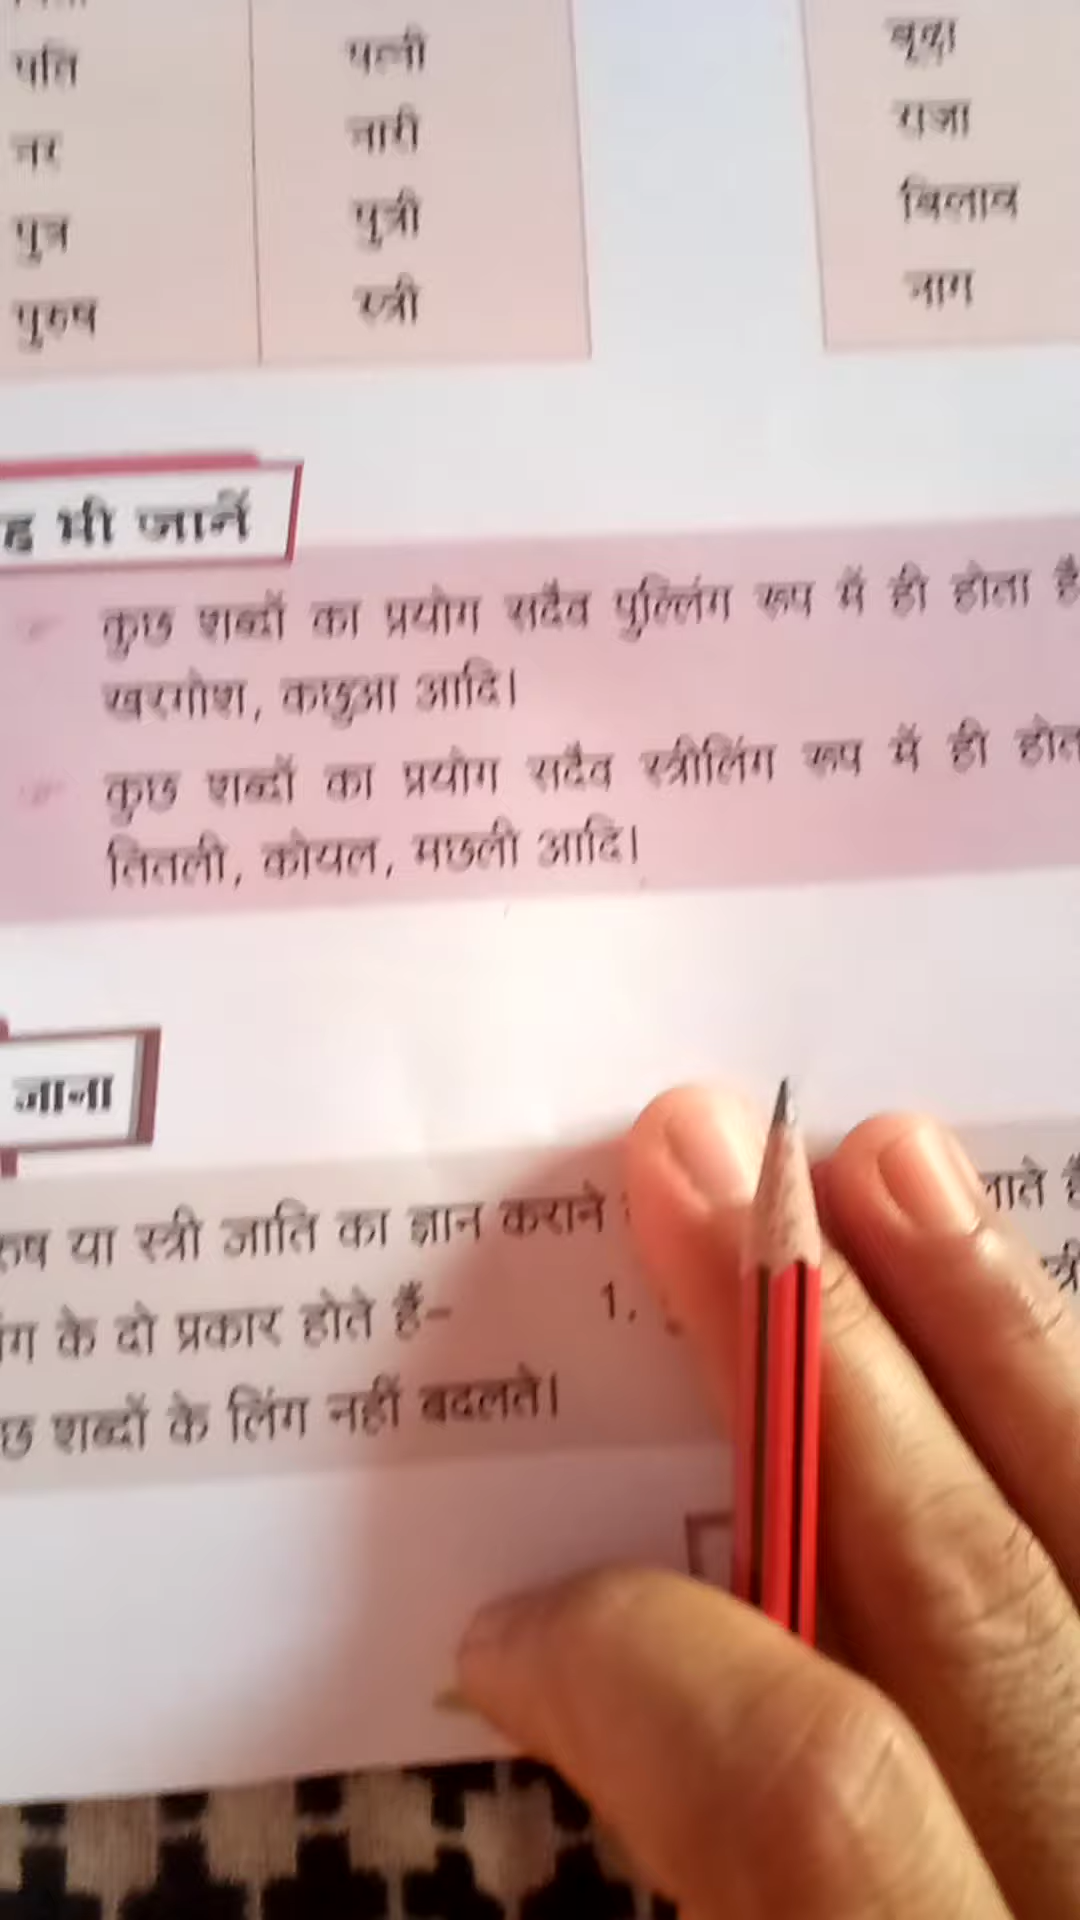 पति पत्नी
नर नारी
पुत्र पुत्री
पुरुष स्त्री
राजा
बिलाव
नाग
भी जानें
कुछ शब्दों का प्रयोग सदैव पुल्लिंग रूप में ही होता है
खरगोश, कछुआ आदि।
कुछ शब्दों का प्रयोग सदैव स्त्रीलिंग रूप में ही
तितली, कोयल, मछली आदि।
जाना
या स्त्री जाति का ज्ञान कराने
के दो प्रकार होते हैं- 1.
शब्दों के लिंग नहीं बदलते।